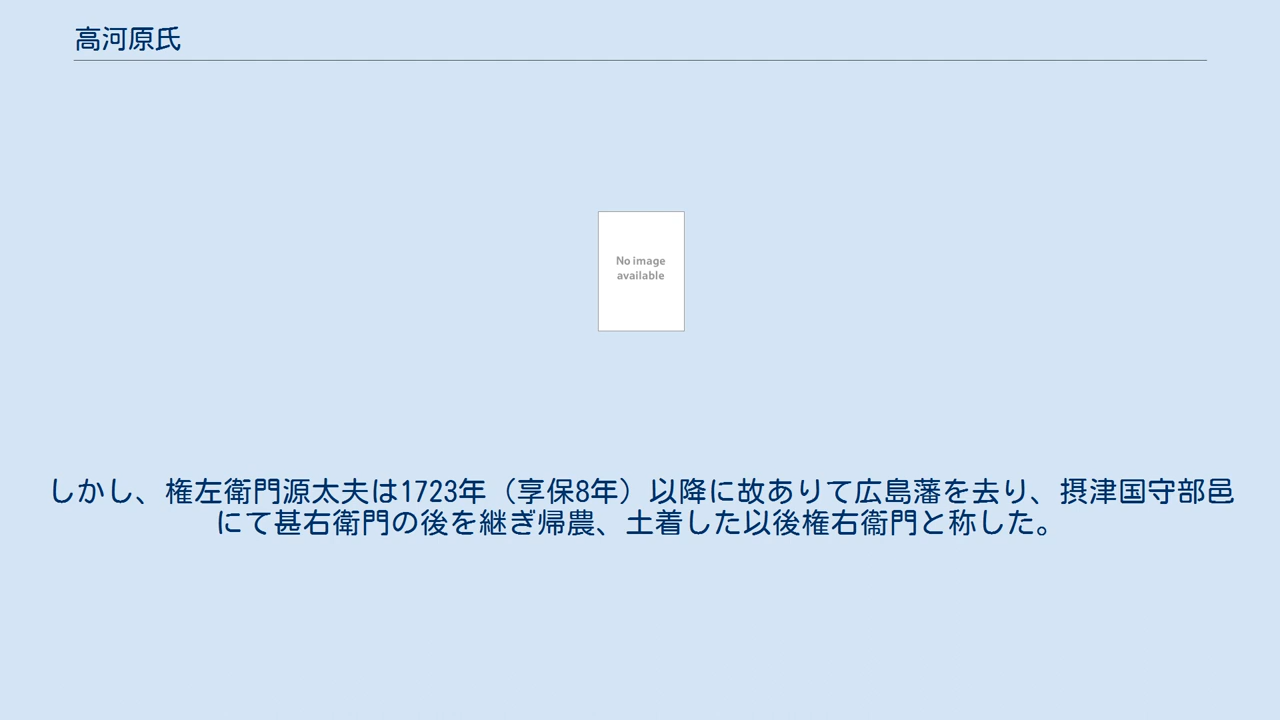 高河原氏
No image
available
しかし、権左衛門源太夫は1723年（享保8年）以降に故ありて広島藩を去り、摂津国守部邑
にて甚右衛門の後を継ぎ帰農、土着した以後権右衞門と称した。